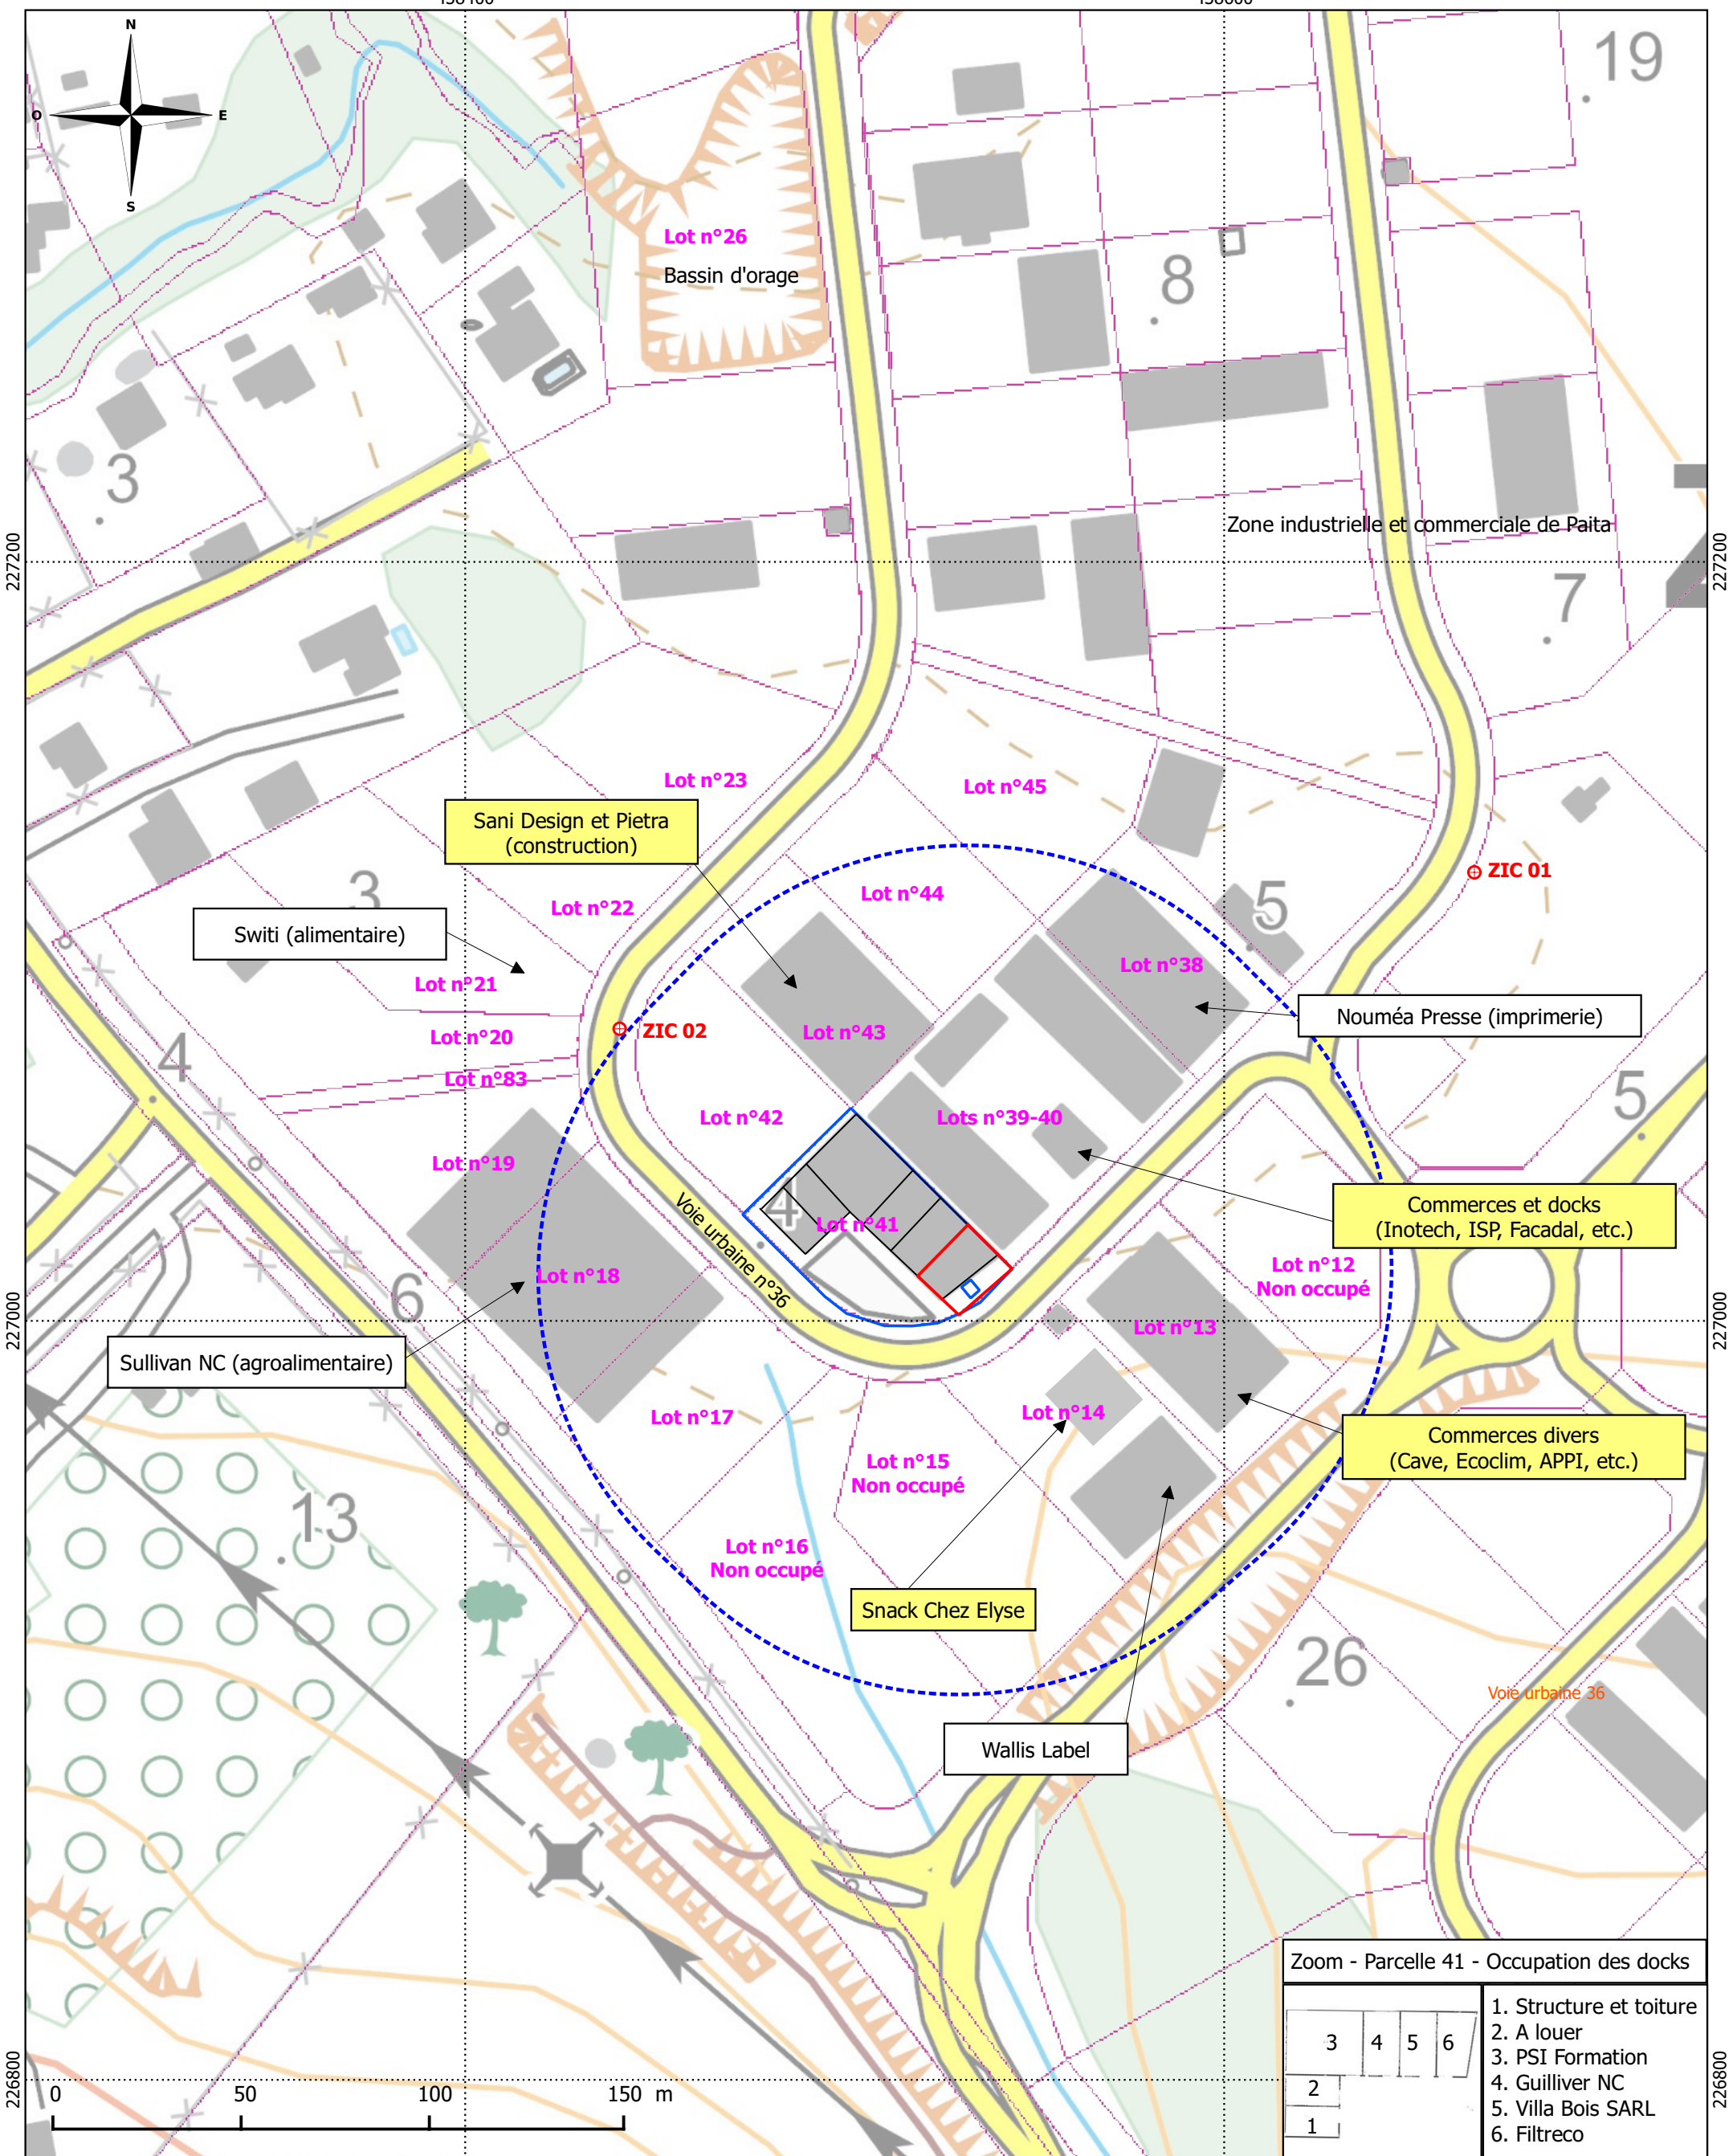 N
O
E
S
19
Lot n°26
Bassin d'orage
8
3
Zone industrielle et commerciale de Paita
227200
227200
7
Lot n°23
Lot n°45
Sani Design et Pietra
(construction)
ZIC 01
3
Lot n°44
5
Lot n°22
Switi (alimentaire)
Lot n°38
Lot n°21
Nouméa Presse (imprimerie)
ZIC 02
Lot n°43
Lot n°20
4
Lot n°83
5
Lot n°42
Lots n°39-40
Lot n°19
4
Lot n°41
Commerces et docks
(Inotech, ISP, Facadal, etc.)
Voie urbaine n°36
Lot n°12
Non occupé
Lot n°18
6
227000
227000
Lot n°13
Sullivan NC (agroalimentaire)
Lot n°17
Lot n°14
Commerces divers
(Cave, Ecoclim, APPI, etc.)
Lot n°15
Non occupé
13
Lot n°16
Non occupé
Snack Chez Elyse
26
Voie urbaine 36
Wallis Label
Zoom - Parcelle 41 - Occupation des docks
3 4 5 6
2
1
1. Structure et toiture
2. A louer
3. PSI Formation
4. Guilliver NC
5. Villa Bois SARL
6. Filtreco
226800
226800
0 50 100 150 m